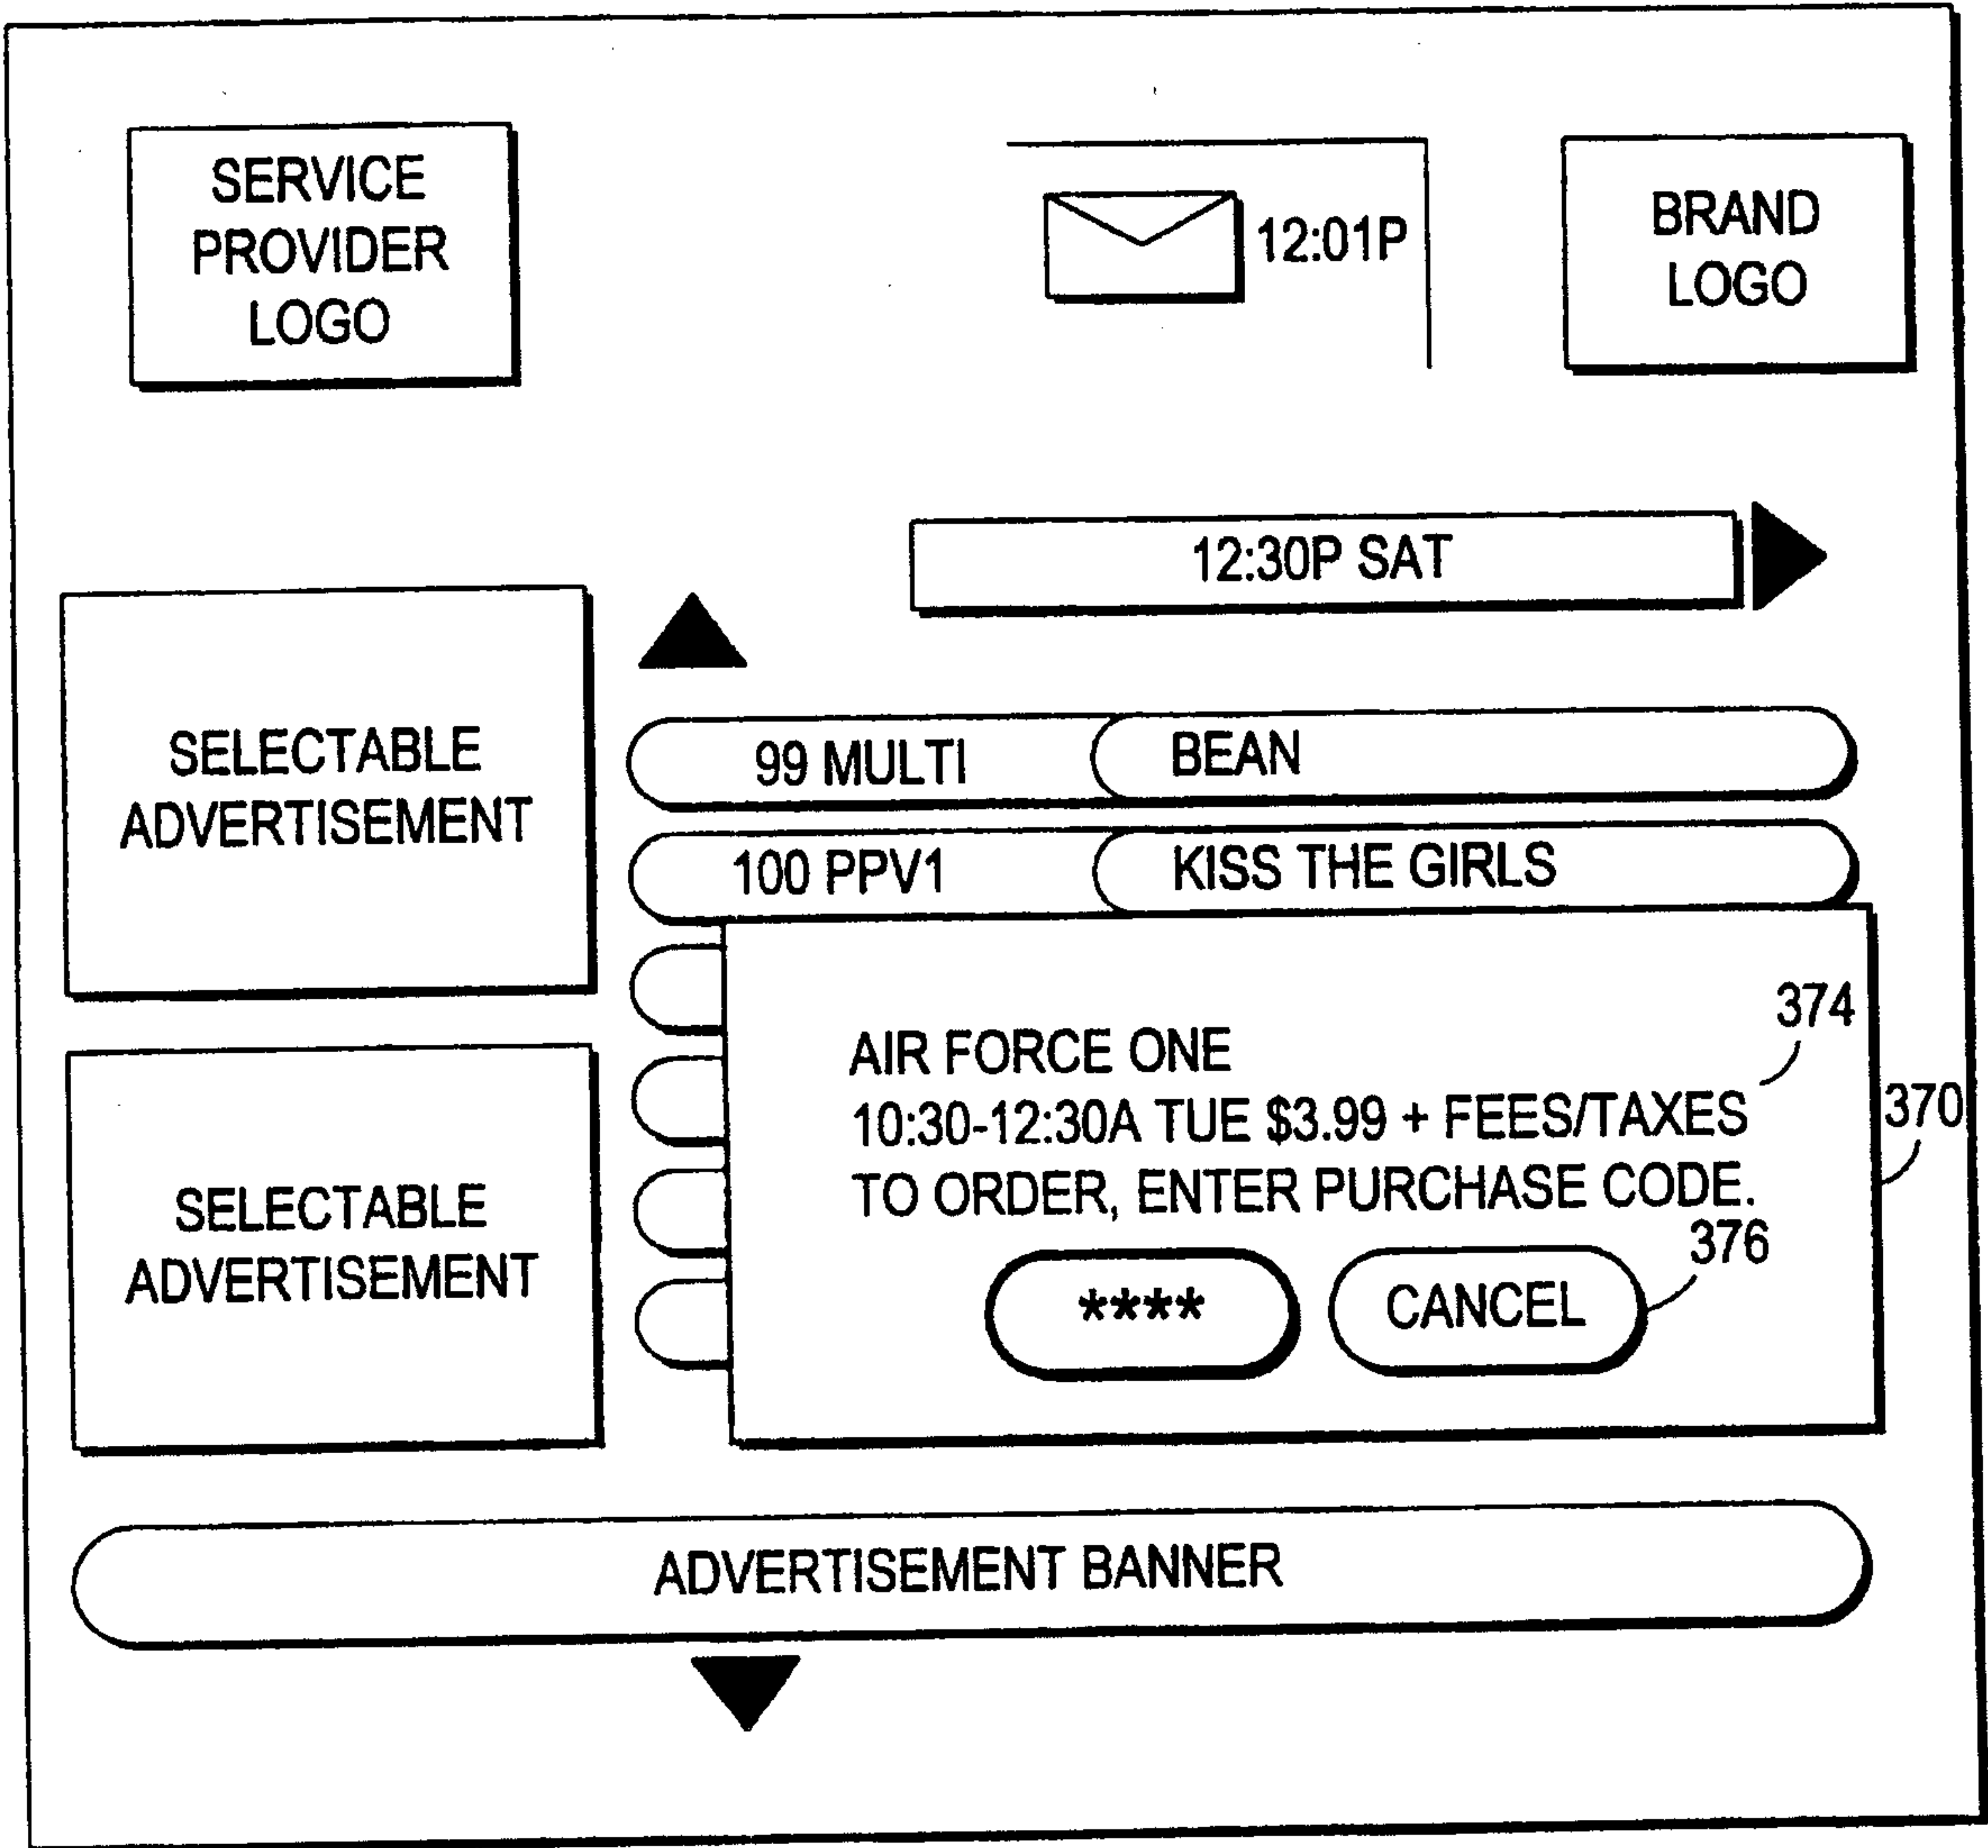 SERVICE
PROVIDER
LOGO
12:01P
BRAND
LOGO
12:30P SAT
SELECTABLE
ADVERTISEMENT
99 MULTI BEAN
100 PPV1 KISS THE GIRLS
374
AIR FORCE ONE
10:30-12:30A TUE $3.99 + FEES/TAXES
370
TO ORDER, ENTER PURCHASE CODE.
376
**** CANCEL
SELECTABLE
ADVERTISEMENT
ADVERTISEMENT BANNER